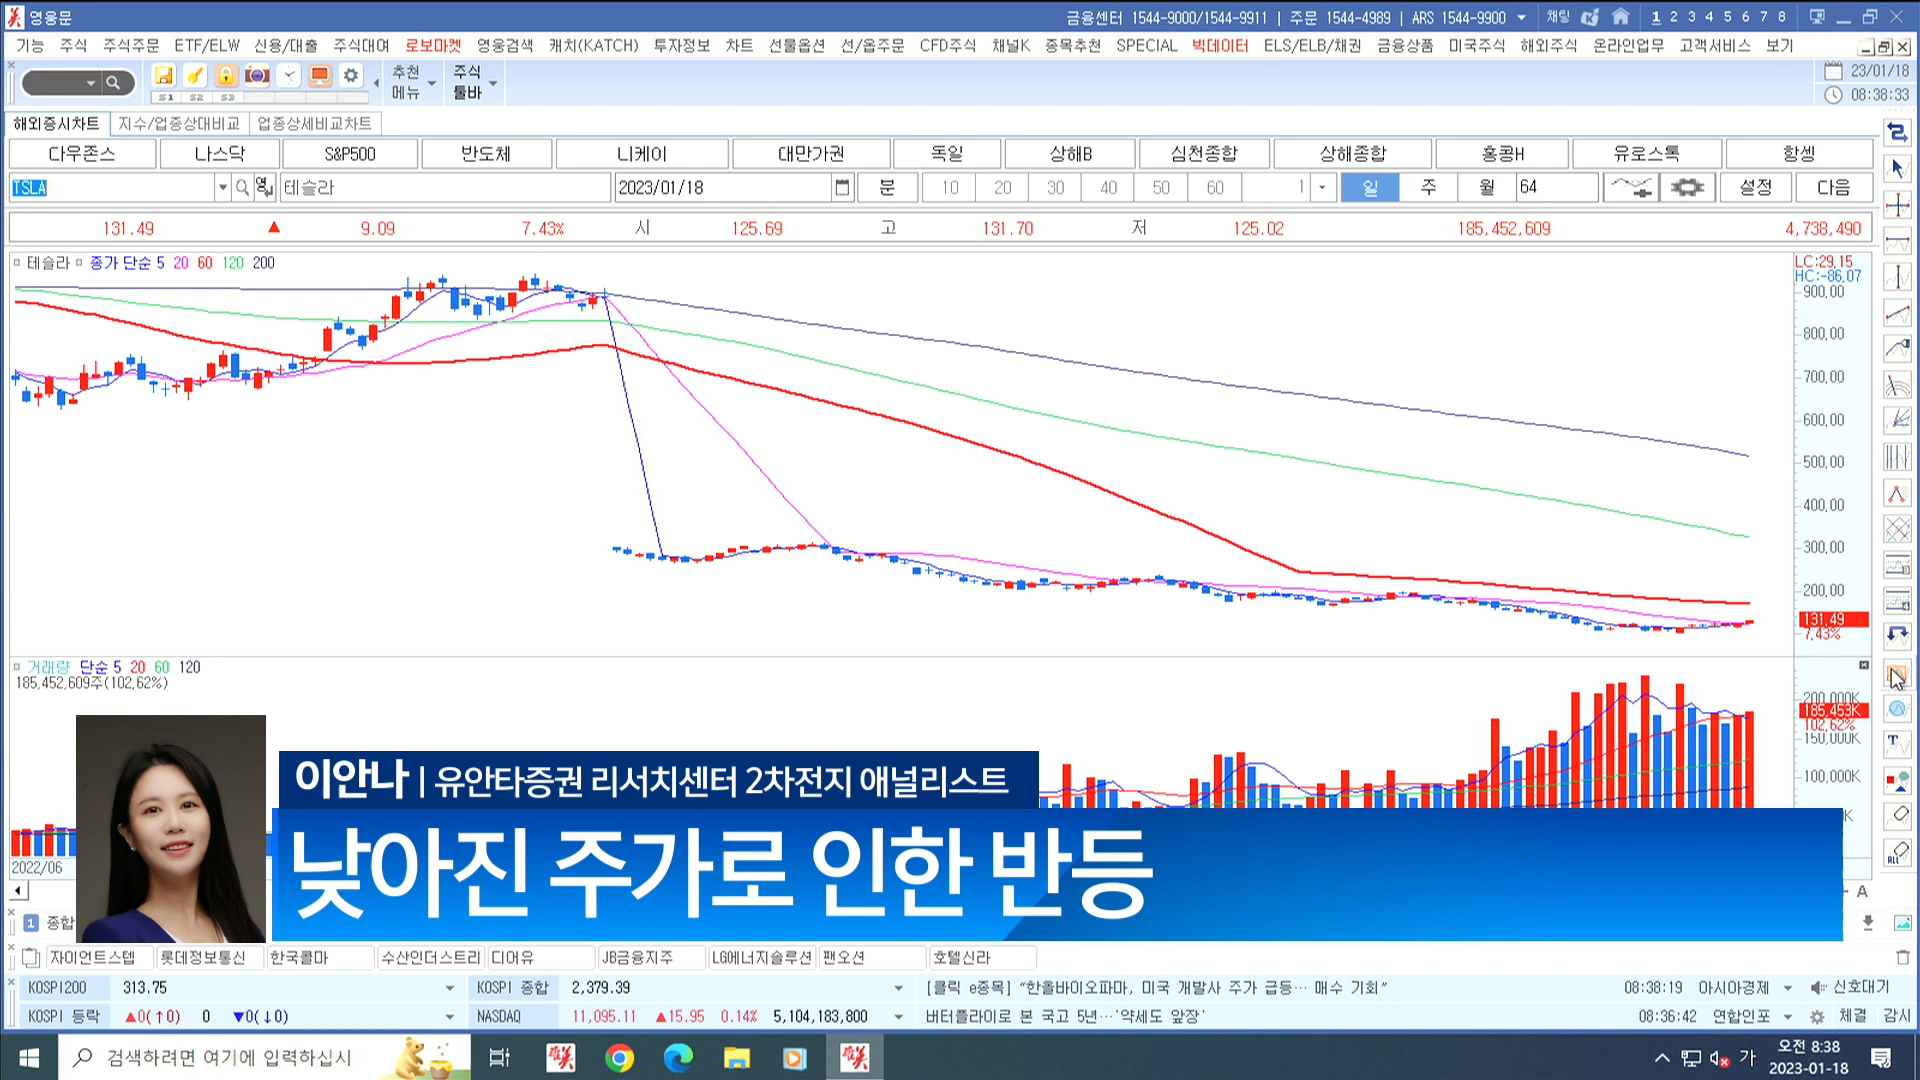 영웅문
금융센터 1544-9000/1544-9911 | 주문 1544-4989 | ARS 1544-9900 채팅 1 2 3 4 5 6 7 8
기능 주식 주식주문 ETF/ELW 신용/대출 주식대여 로보마켓 영웅검색 캐치(KATCH) 투자정보 차트 선물옵션 선/옵주문 CFD주식 채널K 종목추천 SPECIAL 빅데이터 ELS/ELB/채권 금융상품 미국주식 해외주식 온라인업무 고객서비스 보기
추천 메뉴 주식 툴바
S1 S2 S3
23/01/18
08:38:33
해외증시차트 지수/업종상대비교 업종상세비교차트
다우존스 나스닥 S&P500 반도체 니케이 대만가권 독일 상해B 심천종합 상해종합 홍콩H 유로스톡 항셍
TSLA 테슬라 2023/01/18 분 10 20 30 40 50 60 1 일 주 월 64 설정 다음
131.49 ▲ 9.09 7.43% 시 125.69 고 131.70 저 125.02 185,452,609 4,738,490
테슬라 종가 단순 5 20 60 120 200
LC:29.15
HC:-86.07
900.00
800.00
700.00
600.00
500.00
400.00
300.00
200.00
131.49
7.43%
거래량 단순 5 20 60 120
185,452,609주(102.62%)
200,000K
185,453K
102.62%
150,000K
100,000K
이안나 | 유안타증권 리서치센터 2차전지 애널리스트
낮아진 주가로 인한 반등
2022/06
A
1 종합
자이언트스텝 롯데정보통신 한국콜마 수산인더스트리 디어유 JB금융지주 LG에너지솔루션 팬오션 호텔신라
KOSPI200 313.75 KOSPI 종합 2,379.39 [클릭 e종목] "한올바이오파마, 미국 개발사 주가 급등… 매수 기회" 08:38:19 아시아경제 신호대기
KOSPI 등락 ▲0(↑0) 0 ▼0(↓0) NASDAQ 11,095.11 ▲15.95 0.14% 5,104,183,800 버터플라이로 본 국고 5년…'약세도 앞장' 08:36:42 연합인포 체결 감시
검색하려면 여기에 입력하십시
가 오전 8:38
2023-01-18